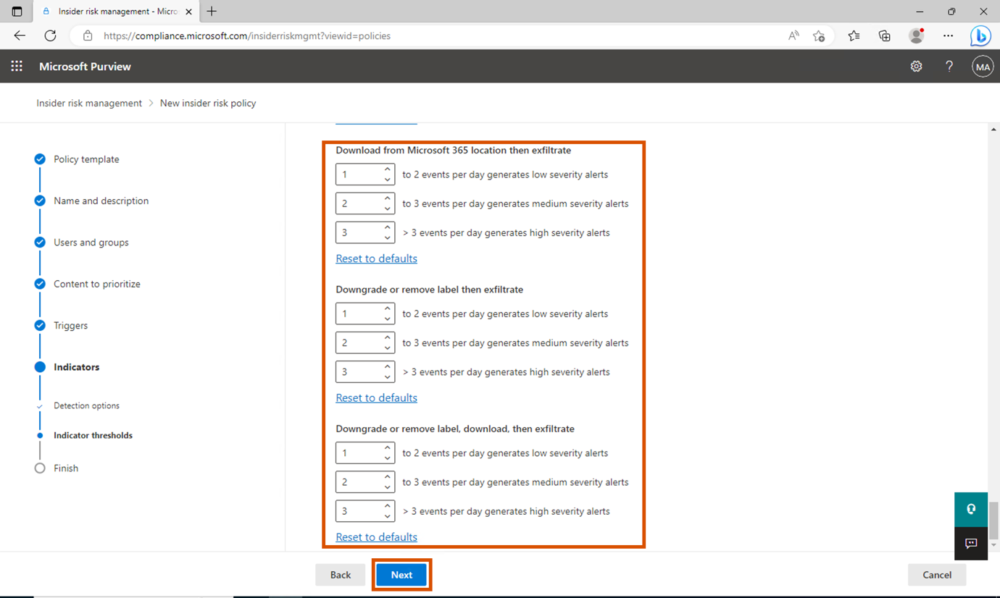 Insider risk management - Micro
https://compliance.microsoft.com/insiderriskmgmt?viewid=policies
Microsoft Purview
? MA
Insider risk management > New insider risk policy
Policy template
Name and description
Users and groups
Content to prioritize
Triggers
Indicators
Detection options
Indicator thresholds
Finish
Download from Microsoft 365 location then exfiltrate
1 to 2 events per day generates low severity alerts
2 to 3 events per day generates medium severity alerts
3 > 3 events per day generates high severity alerts
Reset to defaults
Downgrade or remove label then exfiltrate
1 to 2 events per day generates low severity alerts
2 to 3 events per day generates medium severity alerts
3 > 3 events per day generates high severity alerts
Reset to defaults
Downgrade or remove label, download, then exfiltrate
1 to 2 events per day generates low severity alerts
2 to 3 events per day generates medium severity alerts
3 > 3 events per day generates high severity alerts
Reset to defaults
Back Next Cancel